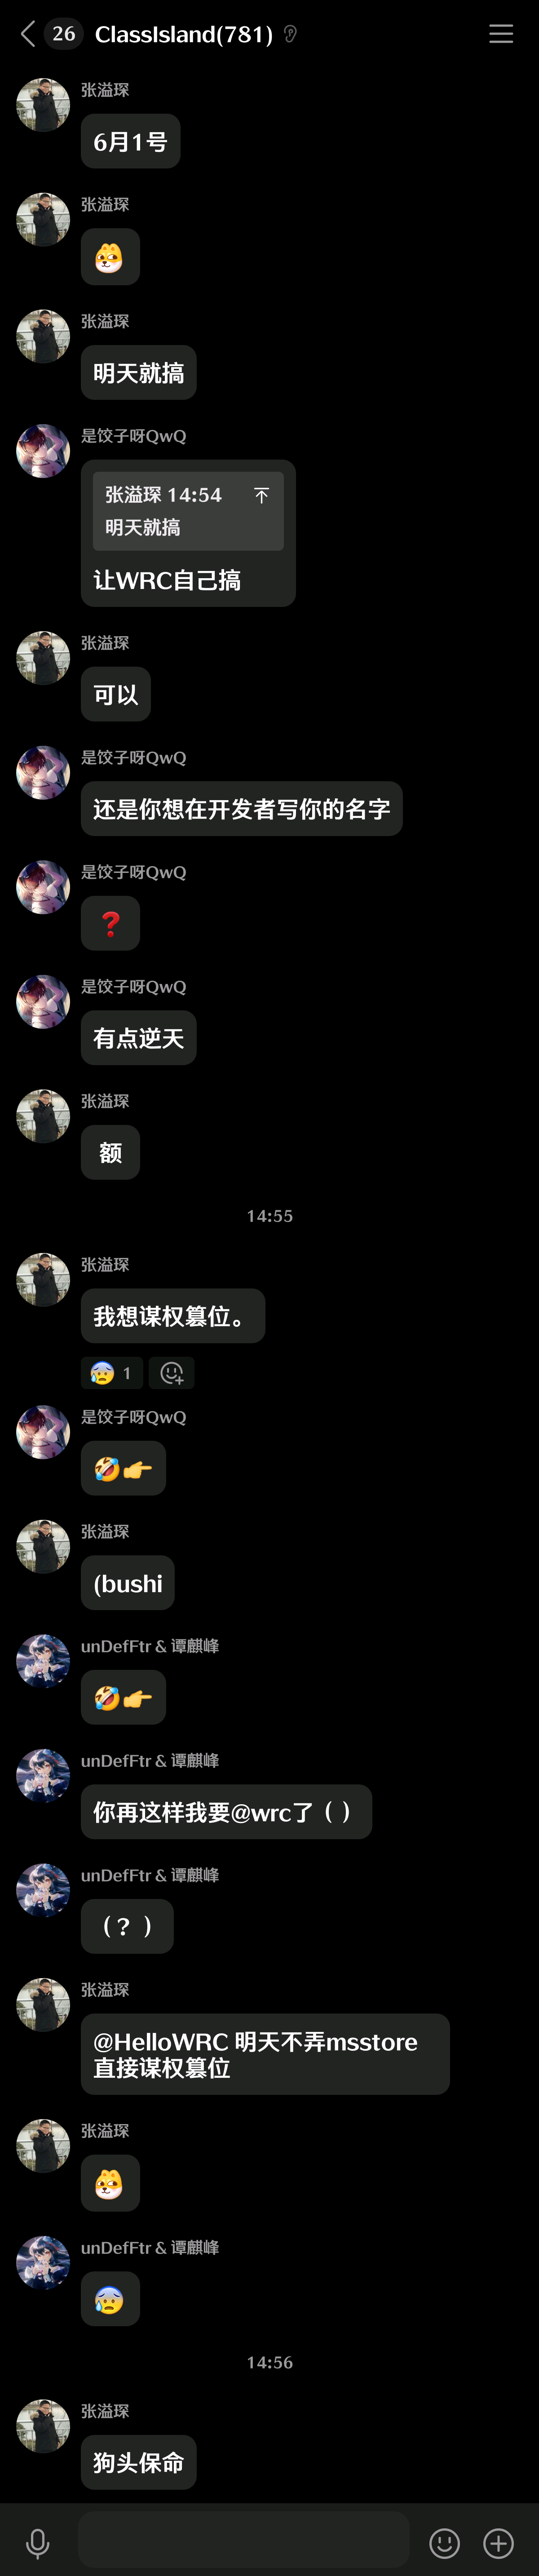 26 ClassIsland(781)
张溢琛
6月1号
张溢琛
张溢琛
明天就搞
是饺子呀QwQ
张溢琛 14:54
明天就搞
让WRC自己搞
张溢琛
可以
是饺子呀QwQ
还是你想在开发者写你的名字
是饺子呀QwQ
❓
是饺子呀QwQ
有点逆天
张溢琛
额
14:55
张溢琛
我想谋权篡位。
1
是饺子呀QwQ
张溢琛
(bushi
unDefFtr & 谭麒峰
unDefFtr & 谭麒峰
你再这样我要@wrc了（）
unDefFtr & 谭麒峰
（？）
张溢琛
@HelloWRC 明天不弄msstore
直接谋权篡位
张溢琛
unDefFtr & 谭麒峰
14:56
张溢琛
狗头保命